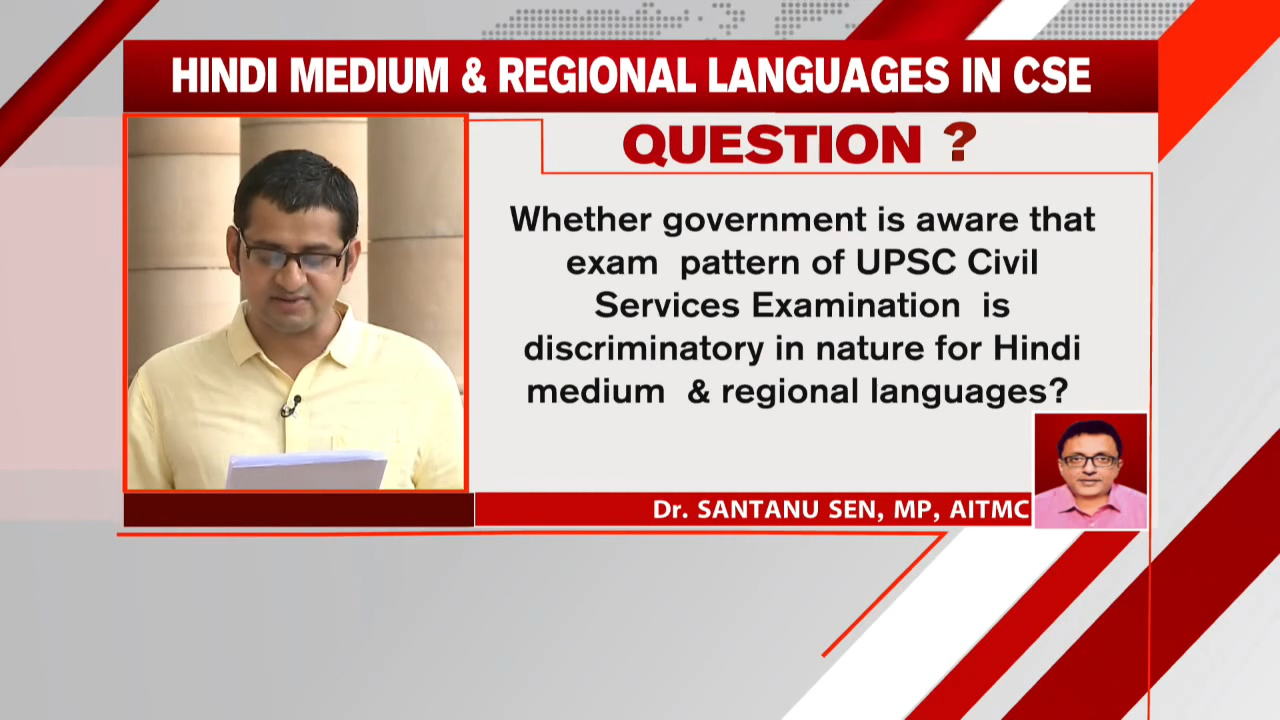 HINDI MEDIUM & REGIONAL LANGUAGES IN CSE
QUESTION ?
Whether government is aware that
exam pattern of UPSC Civil
Services Examination is
discriminatory in nature for Hindi
medium & regional languages?
Dr. SANTANU SEN, MP, AITMC